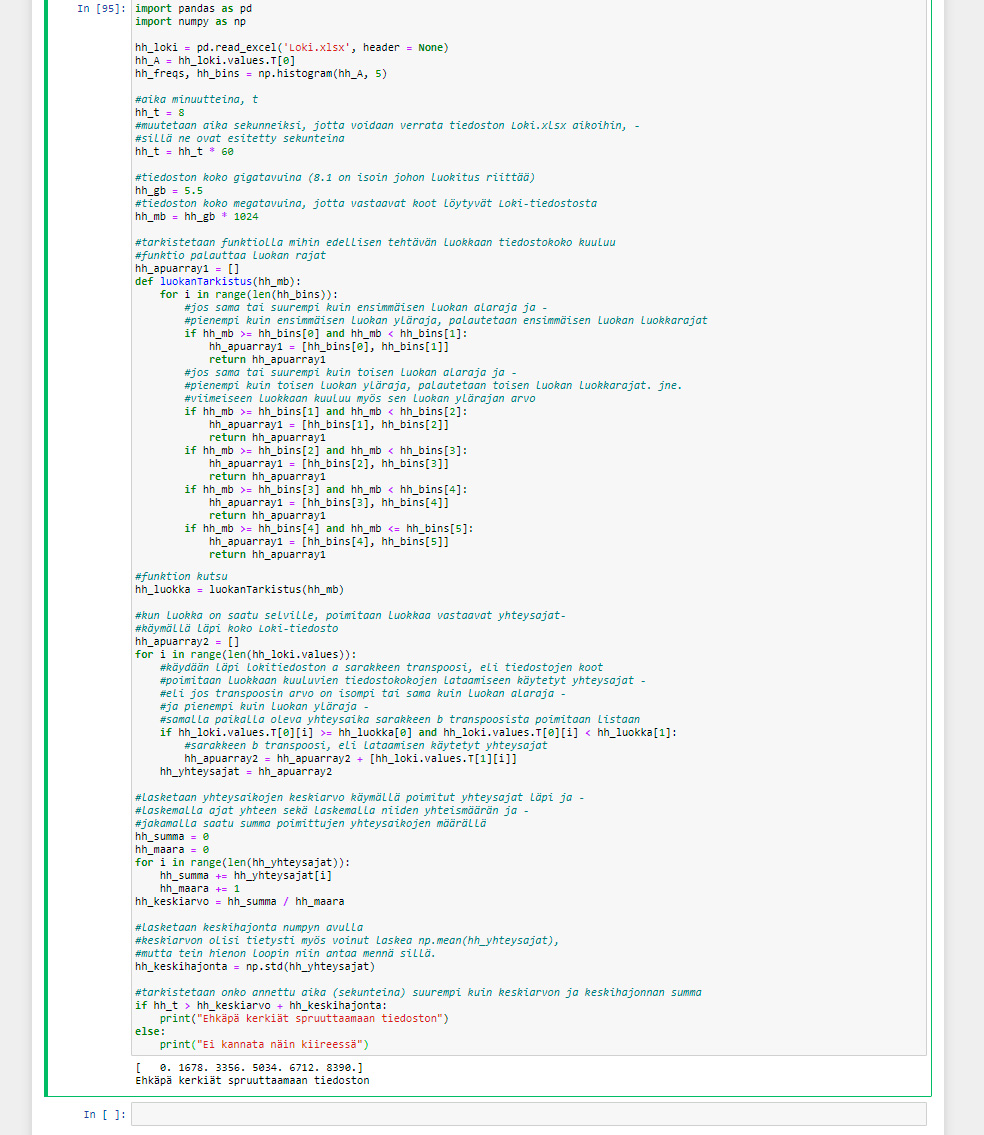 In [95]: import pandas as pd
import numpy as np
hh_loki = pd.read_excel('Loki.xlsx', header = None)
hh_A = hh_loki.values.T[0]
hh_freqs, hh_bins = np.histogram(hh_A, 5)
#aika minuutteina, t
hh_t = 8
#muutetaan aika sekunneiksi, jotta voidaan verrata tiedoston Loki.xlsx aikoihin, -
#sillä ne ovat esitetty sekunteina
hh_t = hh_t * 60
#tiedoston koko gigatavuina (8.1 on isoin johon luokitus riittää)
hh_gb = 5.5
#tiedoston koko megatavuina, jotta vastaavat koot löytyvät Loki-tiedostosta
hh_mb = hh_gb * 1024
#tarkistetaan funktiolla mihin edellisen tehtävän luokkaan tiedostokoko kuuluu
#funktio palauttaa luokan rajat
hh_apuarray1 = []
def luokanTarkistus(hh_mb):
    for i in range(len(hh_bins)):
        #jos sama tai suurempi kuin ensimmäisen luokan alaraja ja -
        #pienempi kuin ensimmäisen luokan yläraja, palautetaan ensimmäisen luokan luokkarajat
        if hh_mb >= hh_bins[0] and hh_mb < hh_bins[1]:
            hh_apuarray1 = [hh_bins[0], hh_bins[1]]
            return hh_apuarray1
        #jos sama tai suurempi kuin toisen luokan alaraja ja -
        #pienempi kuin toisen luokan yläraja, palautetaan toisen luokan luokkarajat. jne.
        #viimeiseen luokkaan kuuluu myös sen luokan ylärajan arvo
        if hh_mb >= hh_bins[1] and hh_mb < hh_bins[2]:
            hh_apuarray1 = [hh_bins[1], hh_bins[2]]
            return hh_apuarray1
        if hh_mb >= hh_bins[2] and hh_mb < hh_bins[3]:
            hh_apuarray1 = [hh_bins[2], hh_bins[3]]
            return hh_apuarray1
        if hh_mb >= hh_bins[3] and hh_mb < hh_bins[4]:
            hh_apuarray1 = [hh_bins[3], hh_bins[4]]
            return hh_apuarray1
        if hh_mb >= hh_bins[4] and hh_mb <= hh_bins[5]:
            hh_apuarray1 = [hh_bins[4], hh_bins[5]]
            return hh_apuarray1
#funktion kutsu
hh_luokka = luokanTarkistus(hh_mb)
#kun luokka on saatu selville, poimitaan luokkaa vastaavat yhteysajat-
#käymällä läpi koko Loki-tiedosto
hh_apuarray2 = []
for i in range(len(hh_loki.values)):
    #käydään läpi lokitiedoston a sarakkeen transpoosi, eli tiedostojen koot
    #poimitaan luokkaan kuuluvien tiedostokokojen lataamiseen käytetyt yhteysajat -
    #eli jos transpoosin arvo on isompi tai sama kuin luokan alaraja -
    #ja pienempi kuin luokan yläraja -
    #samalla paikalla oleva yhteysaika sarakkeen b transpoosista poimitaan listaan
    if hh_loki.values.T[0][i] >= hh_luokka[0] and hh_loki.values.T[0][i] < hh_luokka[1]:
        #sarakkeen b transpoosi, eli lataamisen käytetyt yhteysajat
        hh_apuarray2 = hh_apuarray2 + [hh_loki.values.T[1][i]]
    hh_yhteysajat = hh_apuarray2
#lasketaan yhteysaikojen keskiarvo käymällä poimitut yhteysajat läpi ja -
#laskemalla ajat yhteen sekä laskemalla niiden yhteismäärän ja -
#jakamalla saatu summa poimittujen yhteysaikojen määrällä
hh_summa = 0
hh_maara = 0
for i in range(len(hh_yhteysajat)):
    hh_summa += hh_yhteysajat[i]
    hh_maara += 1
hh_keskiarvo = hh_summa / hh_maara
#lasketaan keskihajonta numpyn avulla
#keskiarvon olisi tietysti myös voinut laskea np.mean(hh_yhteysajat),
#mutta tein hienon loopin niin antaa mennä sillä.
hh_keskihajonta = np.std(hh_yhteysajat)
#tarkistetaan onko annettu aika (sekunteina) suurempi kuin keskiarvon ja keskihajonnan summa
if hh_t > hh_keskiarvo + hh_keskihajonta:
    print("Ehkäpä kerkiät spruuttaamaan tiedoston")
else:
    print("Ei kannata näin kiireessä")
[   0. 1678. 3356. 5034. 6712. 8390.]
Ehkäpä kerkiät spruuttaamaan tiedoston
In [ ]: